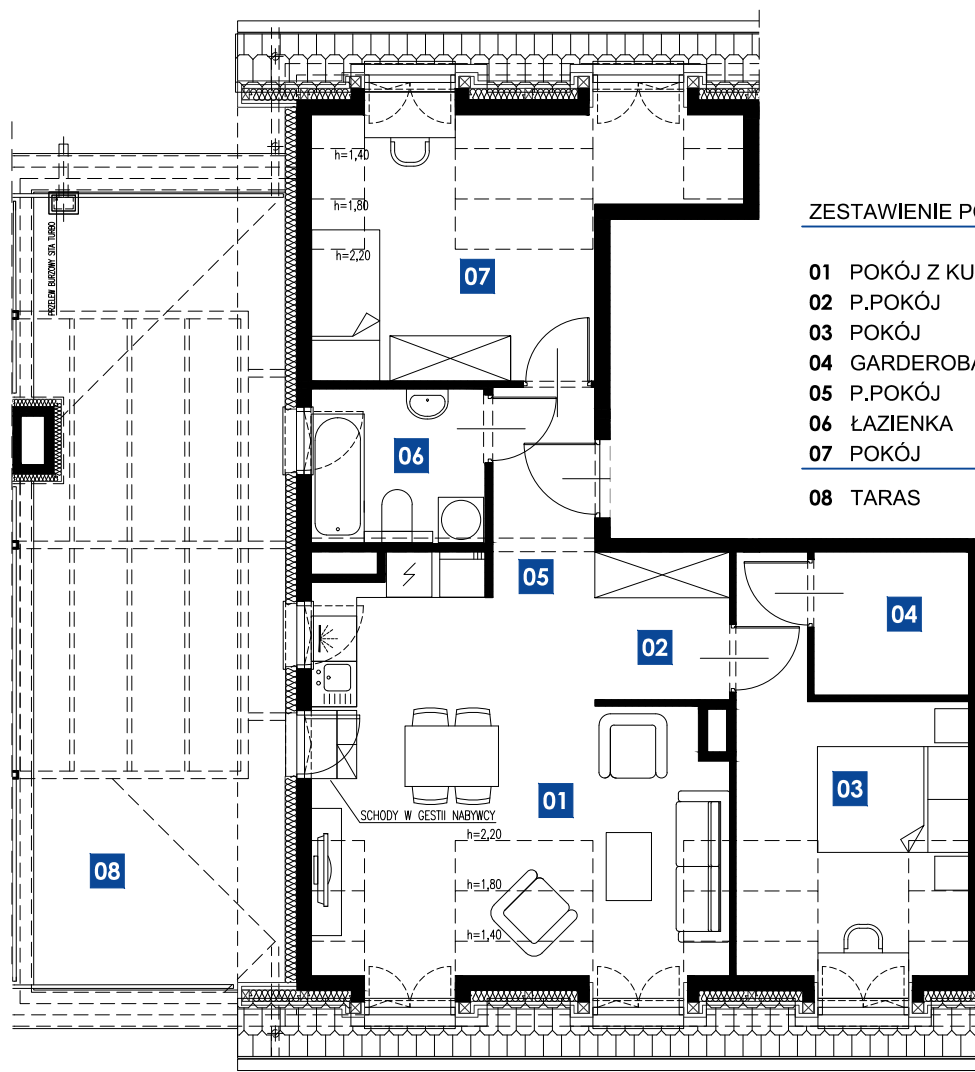 h=1,40
h=1,80
h=2,20
07
PRZELEW BURZOWY SITA TURBO
ZESTAWIENIE PO
01 POKÓJ Z KU
02 P.POKÓJ
03 POKÓJ
04 GARDEROBA
05 P.POKÓJ
06 ŁAZIENKA
07 POKÓJ
08 TARAS
06
05
04
02
03
01
SCHODY W GESTII NABYWCY
h=2,20
08
h=1,80
h=1,40